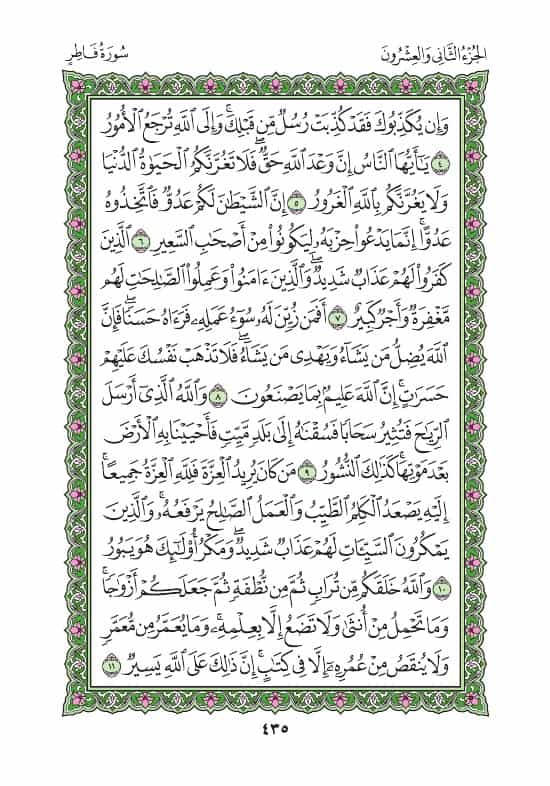 الجُزْءُ الثَّانِي وَالعِشْرُونَ
سُورَةُ فَاطِرٍ
وَإِن يُكَذِّبُوكَ فَقَدْ كُذِّبَتْ رُسُلٌ مِّن قَبْلِكَ ۚ وَإِلَى ٱللَّهِ تُرْجَعُ ٱلْأُمُورُ
٤ يَـٰٓأَيُّهَا ٱلنَّاسُ إِنَّ وَعْدَ ٱللَّهِ حَقٌّ ۖ فَلَا تَغُرَّنَّكُمُ ٱلْحَيَوٰةُ ٱلدُّنْيَا
وَلَا يَغُرَّنَّكُم بِٱللَّهِ ٱلْغَرُورُ ٥ إِنَّ ٱلشَّيْطَـٰنَ لَكُمْ عَدُوٌّ فَٱتَّخِذُوهُ
عَدُوًّا ۚ إِنَّمَا يَدْعُوا۟ حِزْبَهُۥ لِيَكُونُوا۟ مِنْ أَصْحَـٰبِ ٱلسَّعِيرِ ٦ ٱلَّذِينَ
كَفَرُوا۟ لَهُمْ عَذَابٌ شَدِيدٌ ۖ وَٱلَّذِينَ ءَامَنُوا۟ وَعَمِلُوا۟ ٱلصَّـٰلِحَـٰتِ لَهُم
مَّغْفِرَةٌ وَأَجْرٌ كَبِيرٌ ٧ أَفَمَن زُيِّنَ لَهُۥ سُوٓءُ عَمَلِهِۦ فَرَءَاهُ حَسَنًا ۖ فَإِنَّ
ٱللَّهَ يُضِلُّ مَن يَشَآءُ وَيَهْدِى مَن يَشَآءُ ۖ فَلَا تَذْهَبْ نَفْسُكَ عَلَيْهِمْ
حَسَرَٰتٍ ۚ إِنَّ ٱللَّهَ عَلِيمٌۢ بِمَا يَصْنَعُونَ ٨ وَٱللَّهُ ٱلَّذِىٓ أَرْسَلَ
ٱلرِّيَـٰحَ فَتُثِيرُ سَحَابًا فَسُقْنَـٰهُ إِلَىٰ بَلَدٍ مَّيِّتٍ فَأَحْيَيْنَا بِهِ ٱلْأَرْضَ
بَعْدَ مَوْتِهَا ۚ كَذَٰلِكَ ٱلنُّشُورُ ٩ مَن كَانَ يُرِيدُ ٱلْعِزَّةَ فَلِلَّهِ ٱلْعِزَّةُ جَمِيعًا ۚ
إِلَيْهِ يَصْعَدُ ٱلْكَلِمُ ٱلطَّيِّبُ وَٱلْعَمَلُ ٱلصَّـٰلِحُ يَرْفَعُهُۥ ۚ وَٱلَّذِينَ
يَمْكُرُونَ ٱلسَّيِّـَٔاتِ لَهُمْ عَذَابٌ شَدِيدٌ ۖ وَمَكْرُ أُو۟لَـٰٓئِكَ هُوَ يَبُورُ
١٠ وَٱللَّهُ خَلَقَكُم مِّن تُرَابٍ ثُمَّ مِن نُّطْفَةٍ ثُمَّ جَعَلَكُمْ أَزْوَٰجًا ۚ
وَمَا تَحْمِلُ مِنْ أُنثَىٰ وَلَا تَضَعُ إِلَّا بِعِلْمِهِۦ ۚ وَمَا يُعَمَّرُ مِن مُّعَمَّرٍ
وَلَا يُنقَصُ مِنْ عُمُرِهِۦٓ إِلَّا فِى كِتَـٰبٍ ۚ إِنَّ ذَٰلِكَ عَلَى ٱللَّهِ يَسِيرٌ ١١
٤٣٥